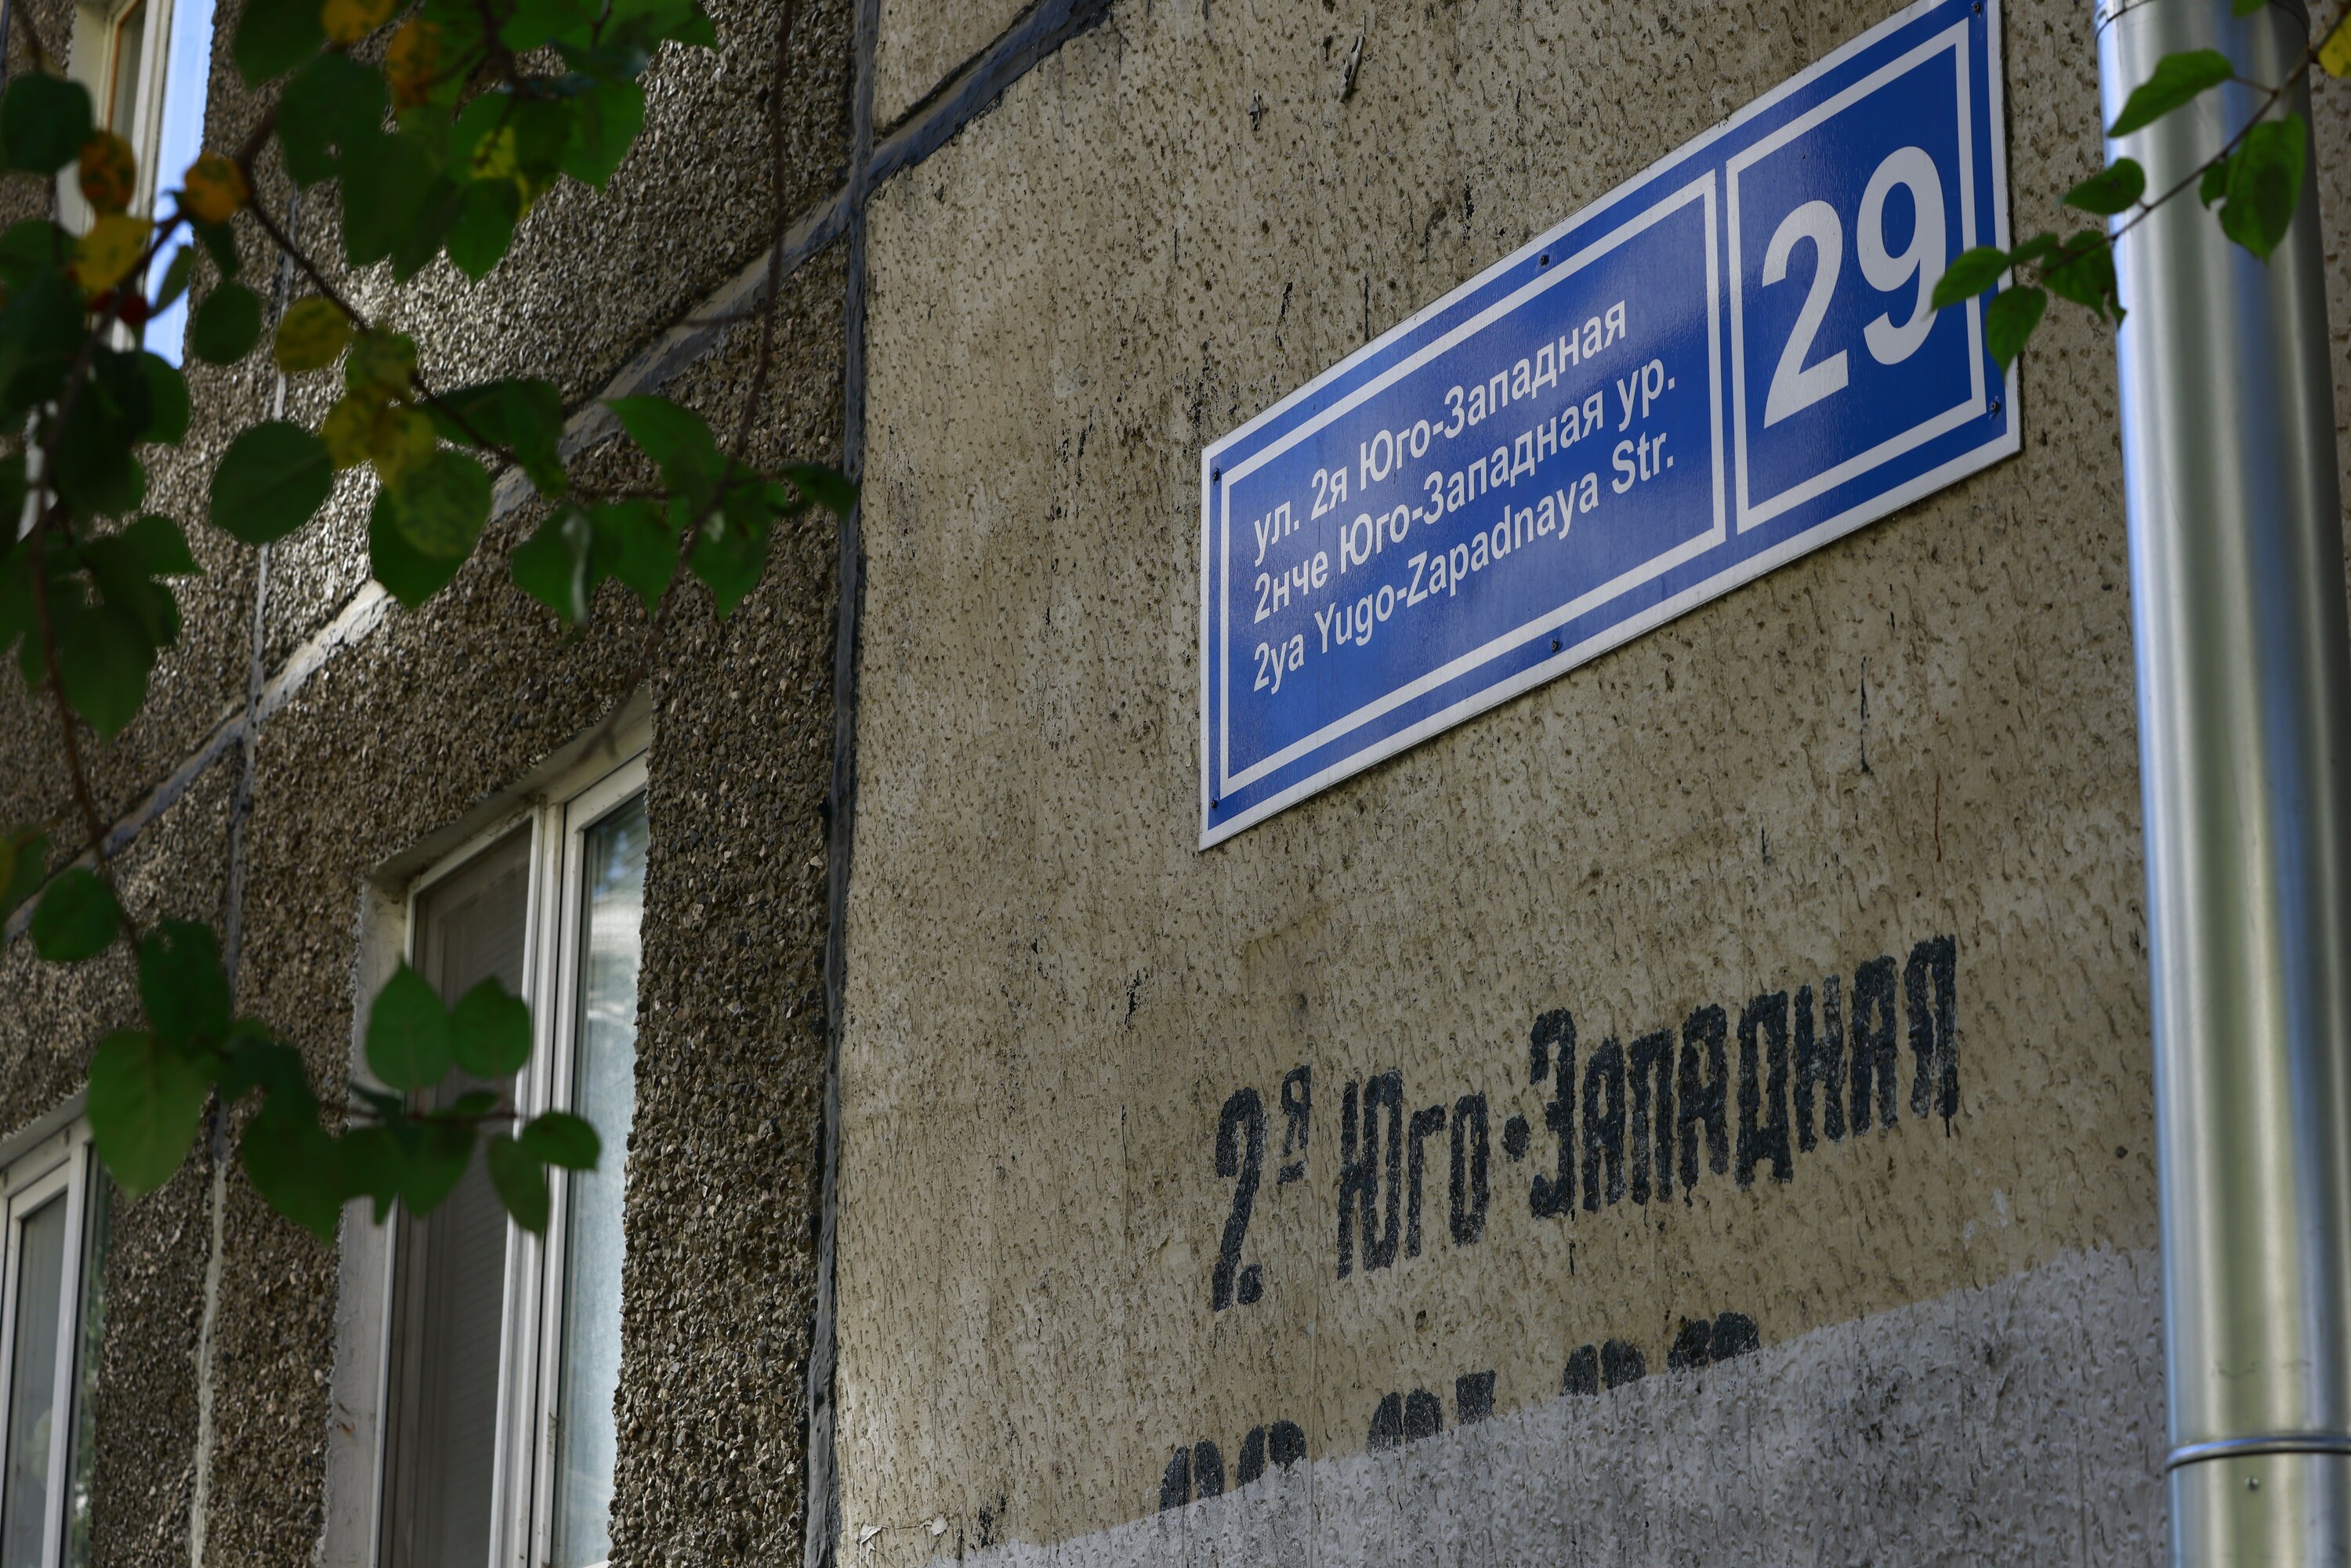 ул. 2я Юго-Западная
2нче Юго-Западная ур.
2ya Yugo-Zapadnaya Str.
29
2я Юго-Западная